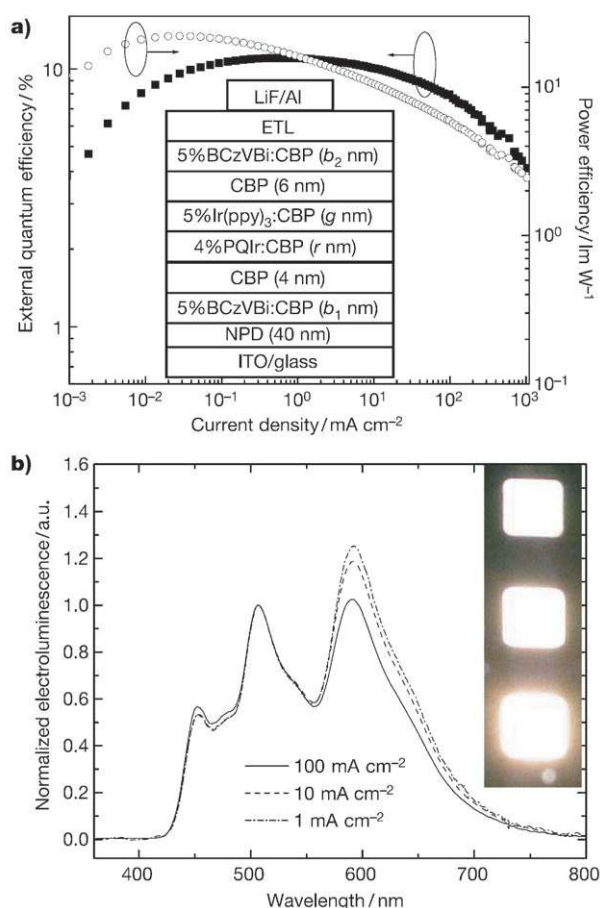 a)
External quantum efficiency / %
10
1
LiF/Al
ETL
5%BCzVBi:CBP (b₂ nm)
CBP (6 nm)
5%Ir(ppy)₃:CBP (g nm)
4%PQIr:CBP (r nm)
CBP (4 nm)
5%BCzVBi:CBP (b₁ nm)
NPD (40 nm)
ITO/glass
10²
10¹
10⁰
10⁻¹
Power efficiency / lm W⁻¹
10⁻³ 10⁻² 10⁻¹ 10⁰ 10¹ 10² 10³
Current density / mA cm⁻²
b)
Normalized electroluminescence / a.u.
1.6
1.4
1.2
1.0
0.8
0.6
0.4
0.2
0.0
100 mA cm⁻²
10 mA cm⁻²
1 mA cm⁻²
400 500 600 700 800
Wavelength / nm